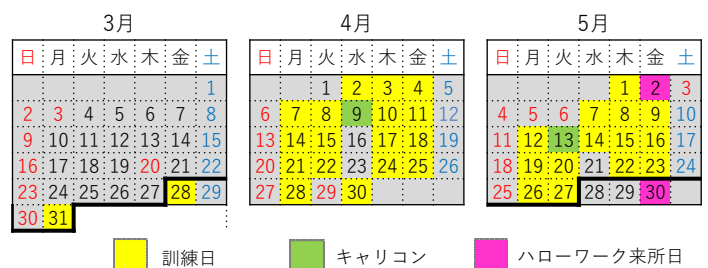 3月 4月 5月
日 月 火 水 木 金 土 日 月 火 水 木 金 土 日 月 火 水 木 金 土
1 1 2 3 4 5 1 2 3
2 3 4 5 6 7 8 6 7 8 9 10 11 12 4 5 6 7 8 9 10
9 10 11 12 13 14 15 13 14 15 16 17 18 19 11 12 13 14 15 16 17
16 17 18 19 20 21 22 20 21 22 23 24 25 26 18 19 20 21 22 23 24
23 24 25 26 27 28 29 27 28 29 30 25 26 27 28 29 30
30 31
訓練日 キャリコン ハローワーク来所日